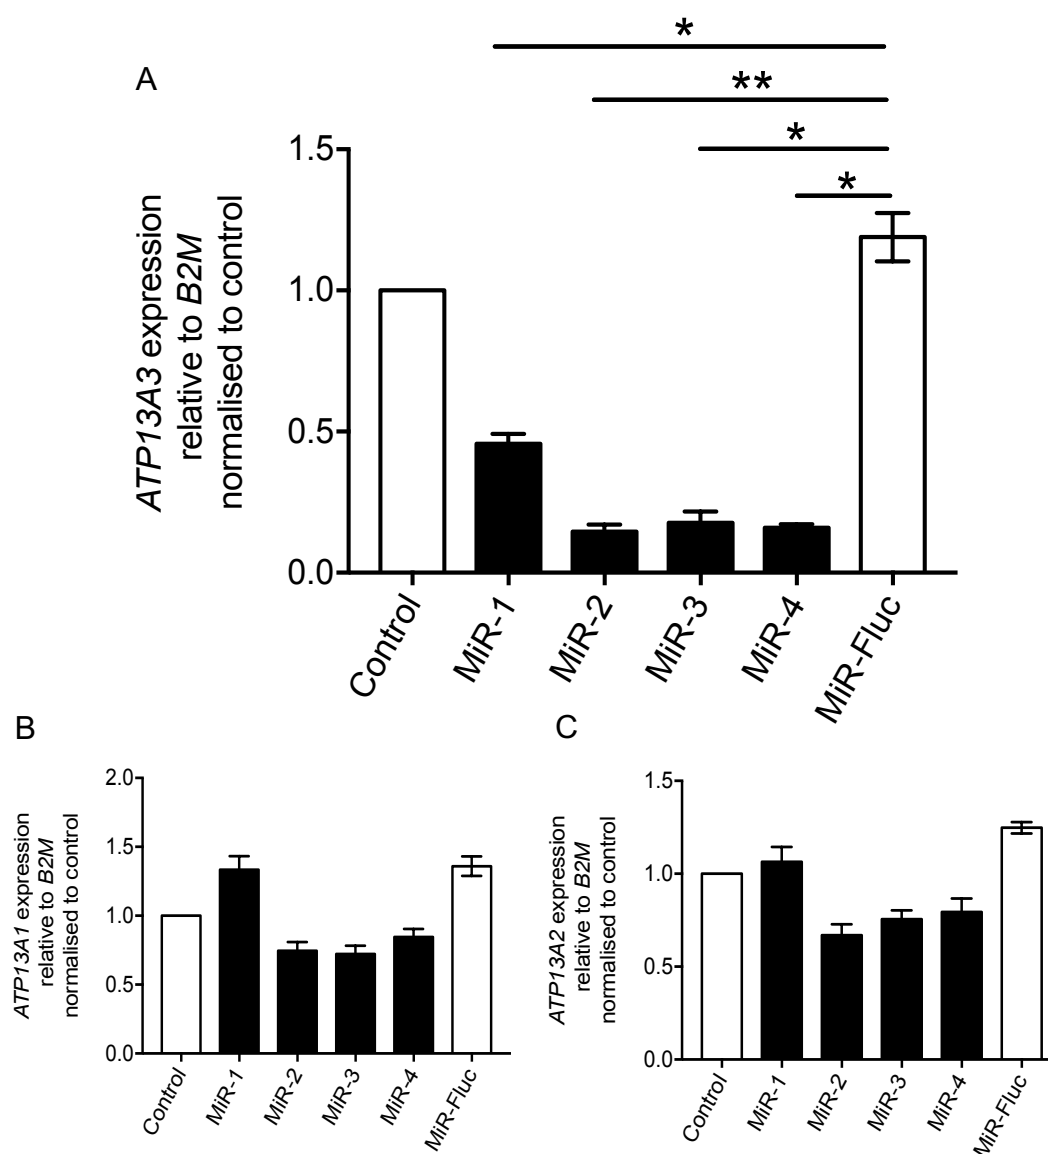 A
*
**
*
*
ATP13A3 expression
relative to B2M
normalised to control
1.5
1.0
0.5
0.0
Control
MiR-1
MiR-2
MiR-3
MiR-4
MiR-Fluc
B
ATP13A1 expression
relative to B2M
normalised to control
2.0
1.5
1.0
0.5
0.0
Control
MiR-1
MiR-2
MiR-3
MiR-4
MiR-Fluc
C
ATP13A2 expression
relative to B2M
normalised to control
1.5
1.0
0.5
0.0
Control
MiR-1
MiR-2
MiR-3
MiR-4
MiR-Fluc